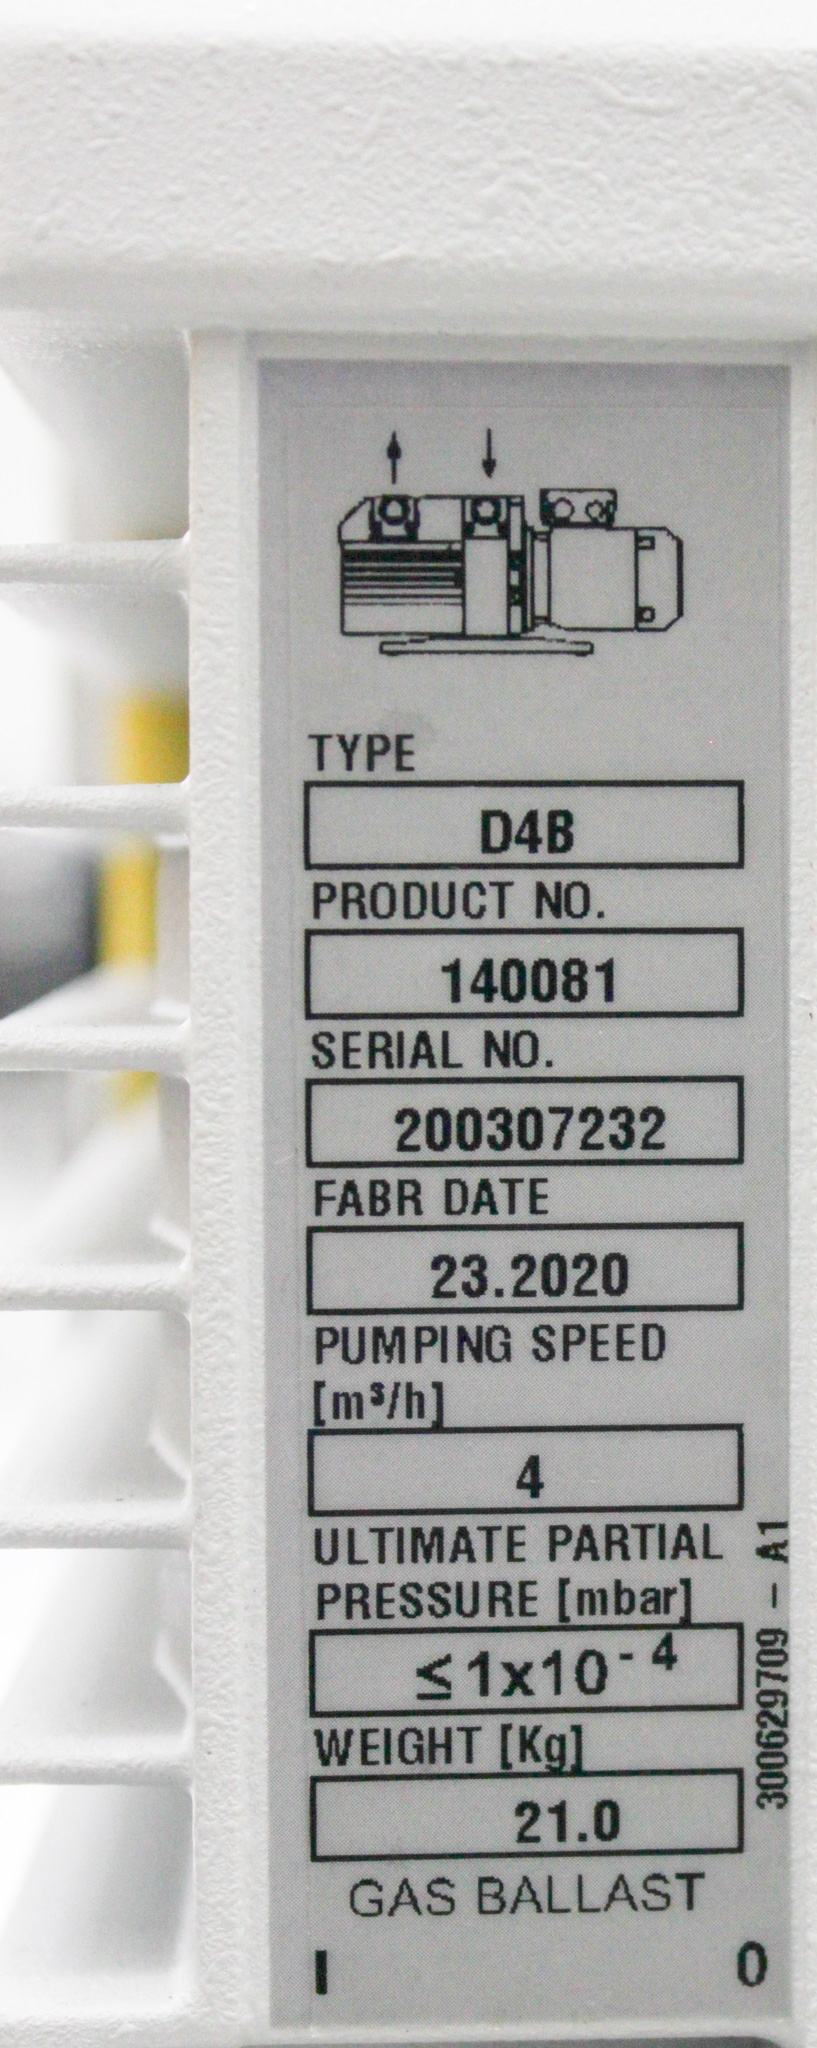 TYPE
D4B
PRODUCT NO.
140081
SERIAL NO.
200307232
FABR DATE
23.2020
PUMPING SPEED
[m³/h]
4
ULTIMATE PARTIAL
PRESSURE [mbar]
≤1x10⁻⁴
WEIGHT [Kg]
21.0
GAS BALLAST
I 0
300629709 – A1